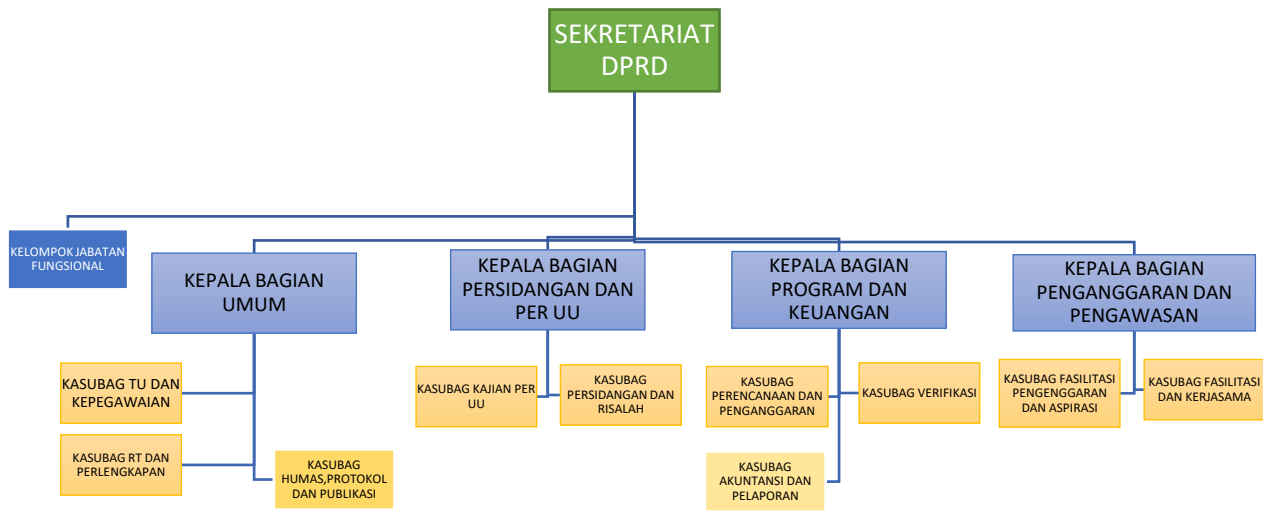 SEKRETARIAT
DPRD
KELOMPOK JABATAN
FUNGSIONAL
KEPALA BAGIAN
UMUM
KEPALA BAGIAN
PERSIDANGAN DAN
PER UU
KEPALA BAGIAN
PROGRAM DAN
KEUANGAN
KEPALA BAGIAN
PENGANGGARAN DAN
PENGAWASAN
KASUBAG TU DAN
KEPEGAWAIAN
KASUBAG RT DAN
PERLENGKAPAN
KASUBAG
HUMAS,PROTOKOL
DAN PUBLIKASI
KASUBAG KAJIAN PER
UU
KASUBAG
PERSIDANGAN DAN
RISALAH
KASUBAG
PERENCANAAN DAN
PENGANGGARAN
KASUBAG VERIFIKASI
KASUBAG
AKUNTANSI DAN
PELAPORAN
KASUBAG FASILITASI
PENGENGGARAN
DAN ASPIRASI
KASUBAG FASILITASI
DAN KERJASAMA